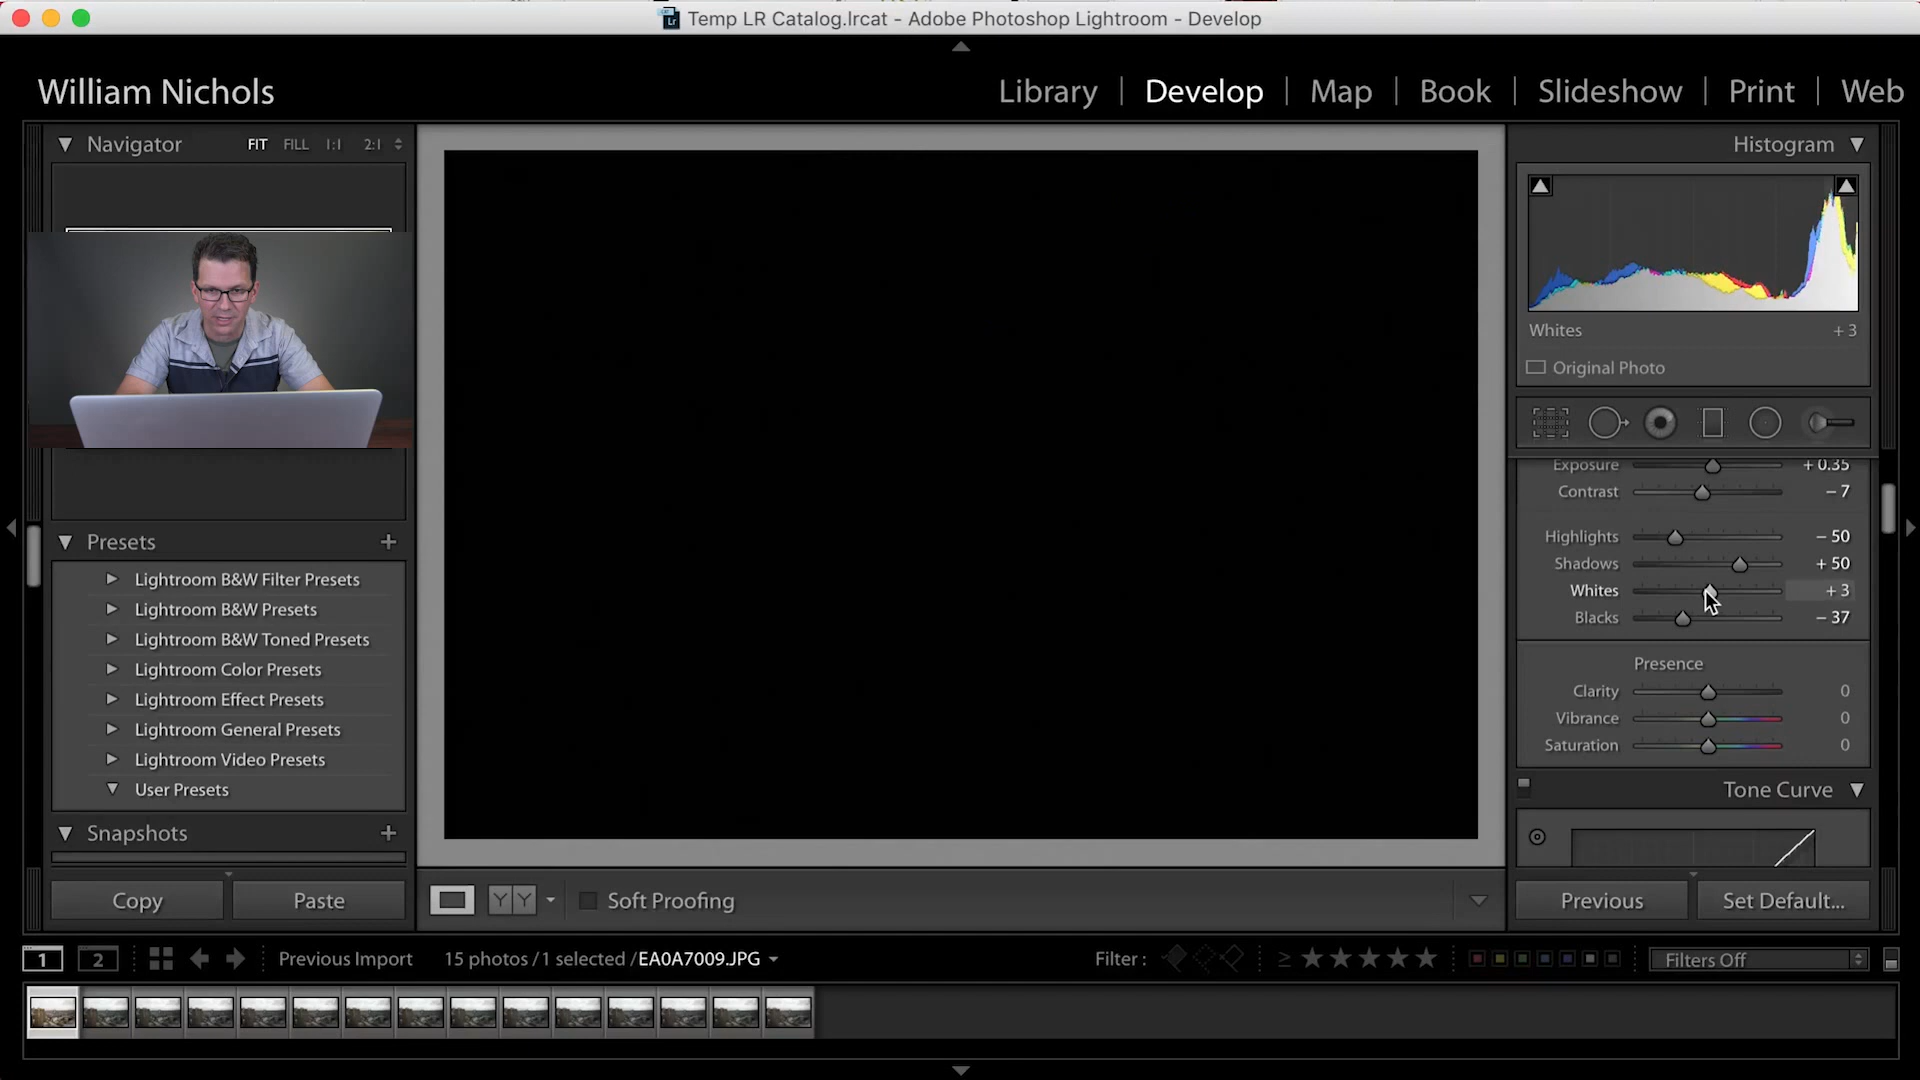 Temp LR Catalog.lrcat - Adobe Photoshop Lightroom - Develop
William Nichols
Library | Develop | Map | Book | Slideshow | Print | Web
Navigator FIT FILL 1:1 2:1
Histogram
Whites +3
Original Photo
Exposure +0.35
Contrast -7
Highlights -50
Shadows +50
Whites +3
Blacks -37
Presence
Clarity 0
Vibrance 0
Saturation 0
Tone Curve
Presets +
Lightroom B&W Filter Presets
Lightroom B&W Presets
Lightroom B&W Toned Presets
Lightroom Color Presets
Lightroom Effect Presets
Lightroom General Presets
Lightroom Video Presets
User Presets
Snapshots +
Copy Paste
YY Soft Proofing
Previous Set Default...
1 2 Previous Import 15 photos / 1 selected / EA0A7009.JPG Filter : ≥ ★★★★★ Filters Off